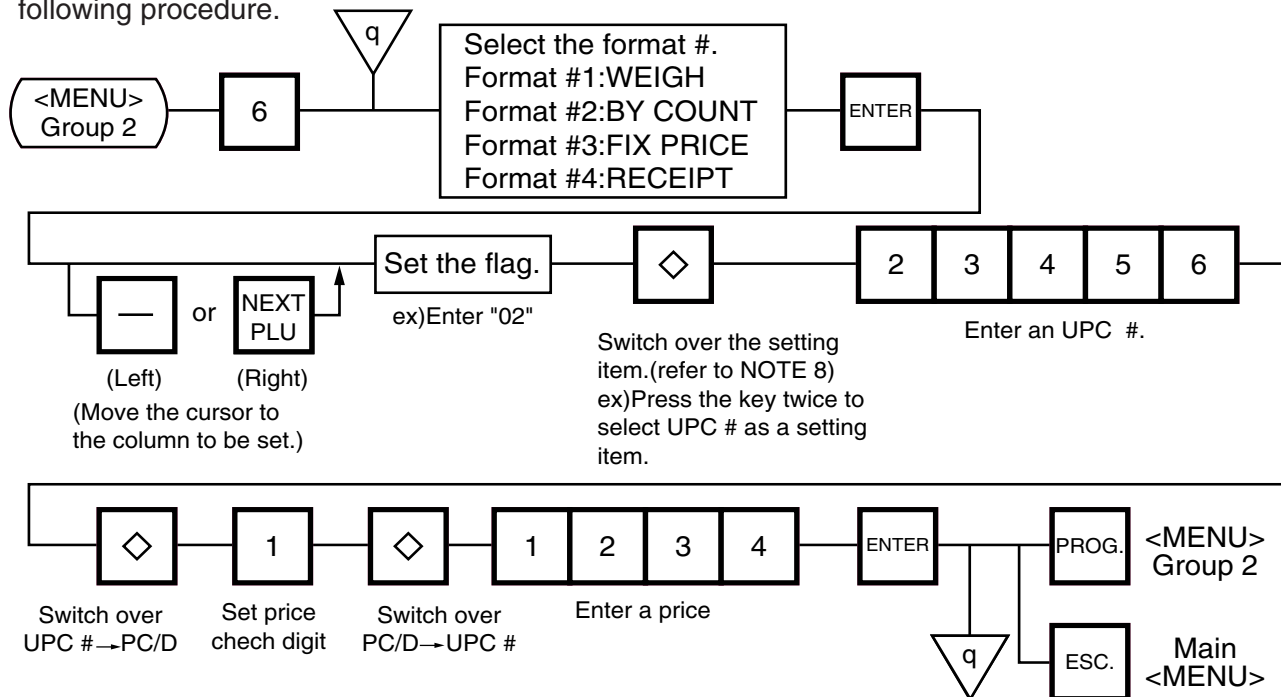 following procedure.
q
<MENU>
Group 2
6
Select the format #.
Format #1:WEIGH
Format #2:BY COUNT
Format #3:FIX PRICE
Format #4:RECEIPT
ENTER
—
(Left)
or
NEXT
PLU
(Right)
(Move the cursor to
the column to be set.)
Set the flag.
ex)Enter "02"
◇
Switch over the setting
item.(refer to NOTE 8)
ex)Press the key twice to
select UPC # as a setting
item.
2 3 4 5 6
Enter an UPC #.
◇
Switch over
UPC #→PC/D
1
Set price
chech digit
◇
Switch over
PC/D→UPC #
1 2 3 4
Enter a price
ENTER
q
PROG.
<MENU>
Group 2
ESC.
Main
<MENU>